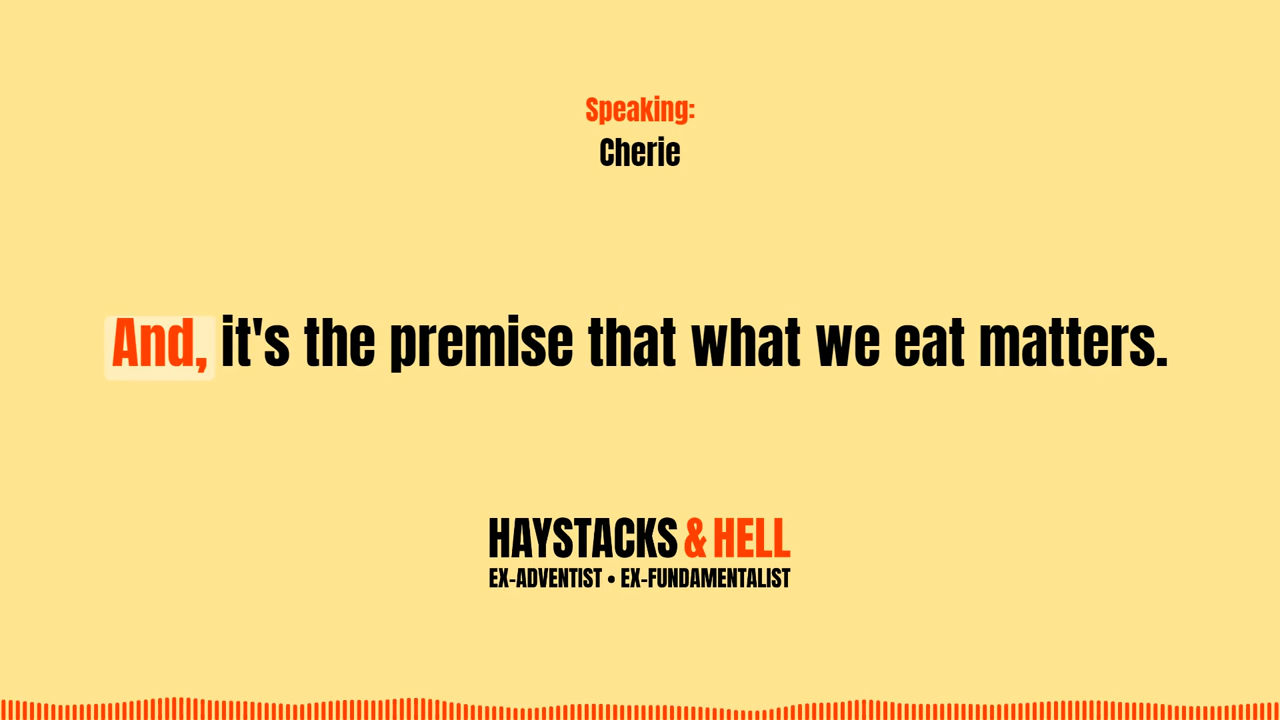 Speaking:
Cherie
And, it's the premise that what we eat matters.
HAYSTACKS & HELL
EX-ADVENTIST • EX-FUNDAMENTALIST